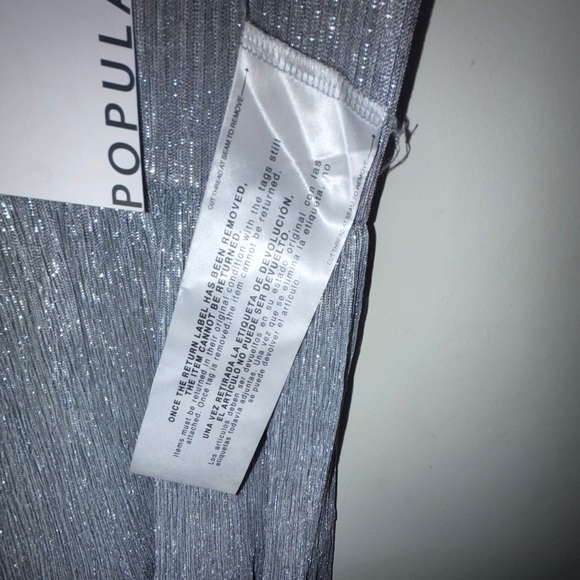 POPULA
CUT THREAD AT SEAM TO REMOVE
ONCE THE RETURN LABEL HAS BEEN REMOVED,
THE ITEM CANNOT BE RETURNED.
Items must be returned in their original condition with the tags still
attached. Once tag is removed,the item cannot be returned.
UNA VEZ RETIRADA LA ETIQUETA DE DEVOLUCIÓN,
EL ARTICULO NO PUEDE SER DEVUELTO.
Los artículos deben ser devueltos en su estado original con las
etiquetas todavia adjuntas. Una vez que se elimina la etiqueta, no
se puede devolver el artículo.
CUT THREAD SEAM TO REMOVE